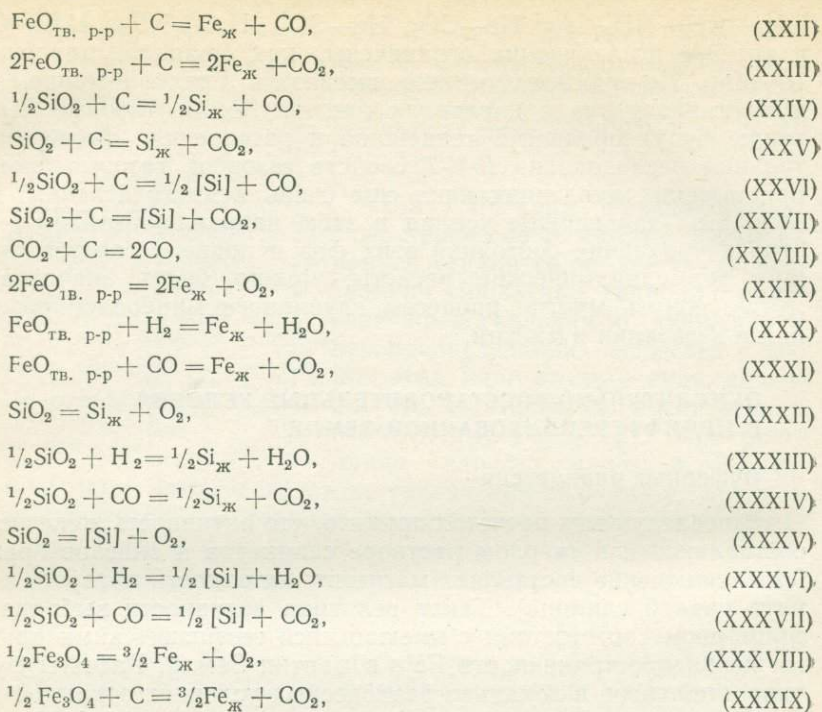 FeOтв. р-р + C = Feж + CO, (XXII)
2FeOтв. р-р + C = 2Feж + CO₂, (XXIII)
¹/₂SiO₂ + C = ¹/₂Siж + CO, (XXIV)
SiO₂ + C = Siж + CO₂, (XXV)
¹/₂SiO₂ + C = ¹/₂ [Si] + CO, (XXVI)
SiO₂ + C = [Si] + CO₂, (XXVII)
CO₂ + C = 2CO, (XXVIII)
2FeOтв. р-р = 2Feж + O₂, (XXIX)
FeOтв. р-р + H₂ = Feж + H₂O, (XXX)
FeOтв. р-р + CO = Feж + CO₂, (XXXI)
SiO₂ = Siж + O₂, (XXXII)
¹/₂SiO₂ + H₂ = ¹/₂Siж + H₂O, (XXXIII)
¹/₂SiO₂ + CO = ¹/₂Siж + CO₂, (XXXIV)
SiO₂ = [Si] + O₂, (XXXV)
¹/₂SiO₂ + H₂ = ¹/₂ [Si] + H₂O, (XXXVI)
¹/₂SiO₂ + CO = ¹/₂ [Si] + CO₂, (XXXVII)
¹/₂Fe₃O₄ = ³/₂ Feж + O₂, (XXXVIII)
¹/₂ Fe₃O₄ + C = ³/₂Feж + CO₂, (XXXIX)